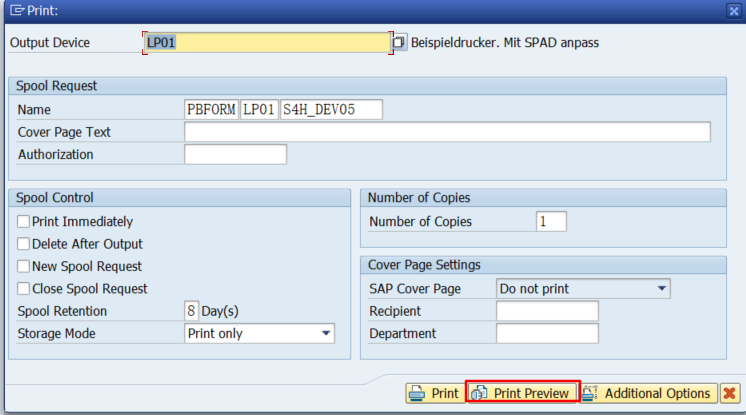 Print:
Output Device LP01 Beispieldrucker. Mit SPAD anpass
Spool Request
Name PBFORM LP01 S4H_DEV05
Cover Page Text
Authorization
Spool Control
Print Immediately
Delete After Output
New Spool Request
Close Spool Request
Spool Retention 8 Day(s)
Storage Mode Print only
Number of Copies
Number of Copies 1
Cover Page Settings
SAP Cover Page Do not print
Recipient
Department
Print Print Preview Additional Options